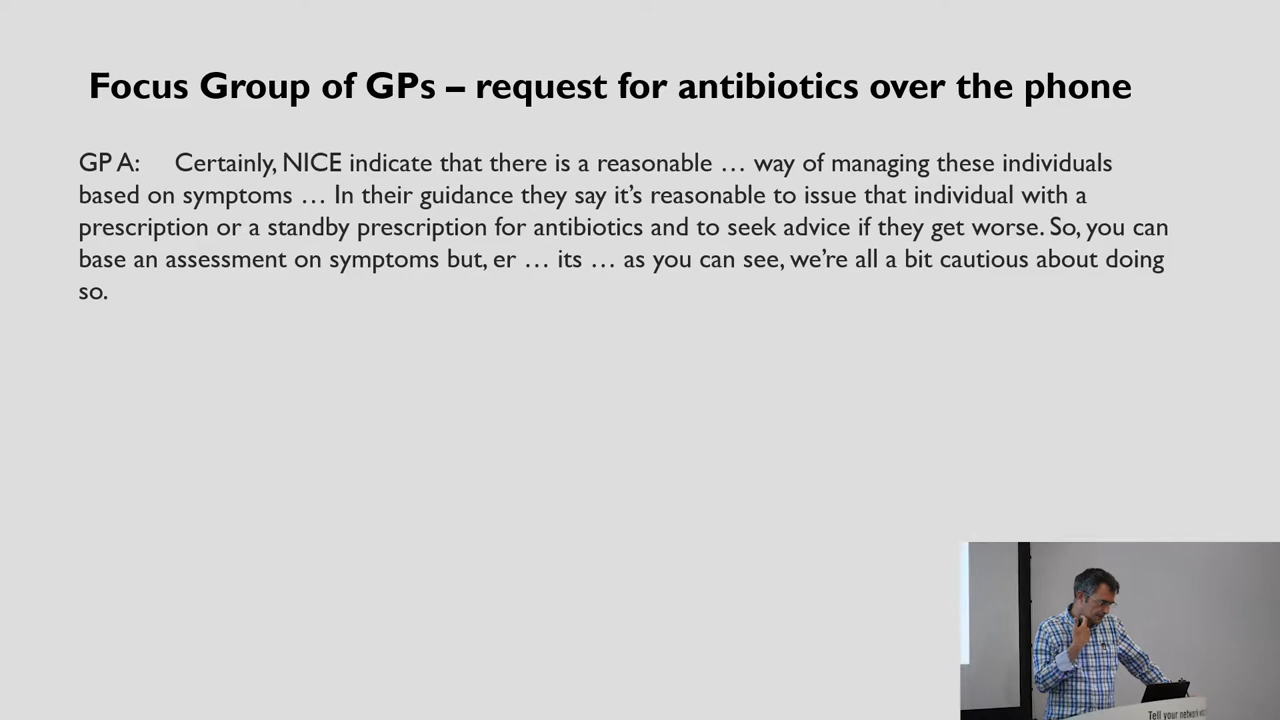 Focus Group of GPs – request for antibiotics over the phone
GP A: Certainly, NICE indicate that there is a reasonable … way of managing these individuals
based on symptoms … In their guidance they say it’s reasonable to issue that individual with a
prescription or a standby prescription for antibiotics and to seek advice if they get worse. So, you can
base an assessment on symptoms but, er … its … as you can see, we’re all a bit cautious about doing
so.
Tell your network